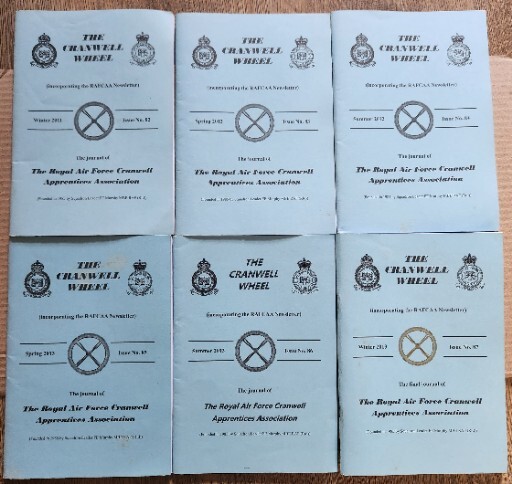 THE
CRANWELL
WHEEL
(Incorporating the RAFCAA Newsletter)
Winter 2011 Issue No. 82
The journal of
The Royal Air Force Cranwell
Apprentices Association
THE
CRANWELL
WHEEL
(Incorporating the RAFCAA Newsletter)
Spring 2012
The journal of
The Royal Air Force Cranwell
Apprentices Association
THE
CRANWELL
WHEEL
(Incorporating the RAFCAA Newsletter)
Summer 2012
The journal of
The Royal Air Force Cranwell
Apprentices Association
THE
CRANWELL
WHEEL
(Incorporating the RAFCAA Newsletter)
Spring 2013 Issue No. 85
The journal of
The Royal Air Force Cranwell
Apprentices Association
THE
CRANWELL
WHEEL
(Incorporating the RAFCAA Newsletter)
Summer 2013 Issue No. 86
The journal of
The Royal Air Force Cranwell
Apprentices Association
THE
CRANWELL
WHEEL
(Incorporating the RAFCAA Newsletter)
Winter 2013 Issue No. 87
The final journal of
The Royal Air Force Cranwell
Apprentices Association